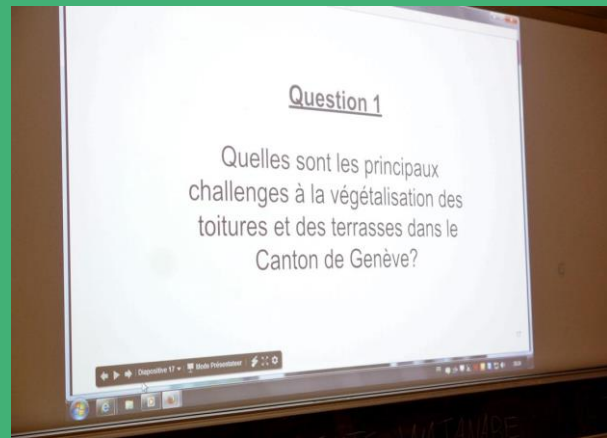 Question 1
Quelles sont les principaux
challenges à la végétalisation des
toitures et des terrasses dans le
Canton de Genève?
Diapositive 17
Mode Présentateur